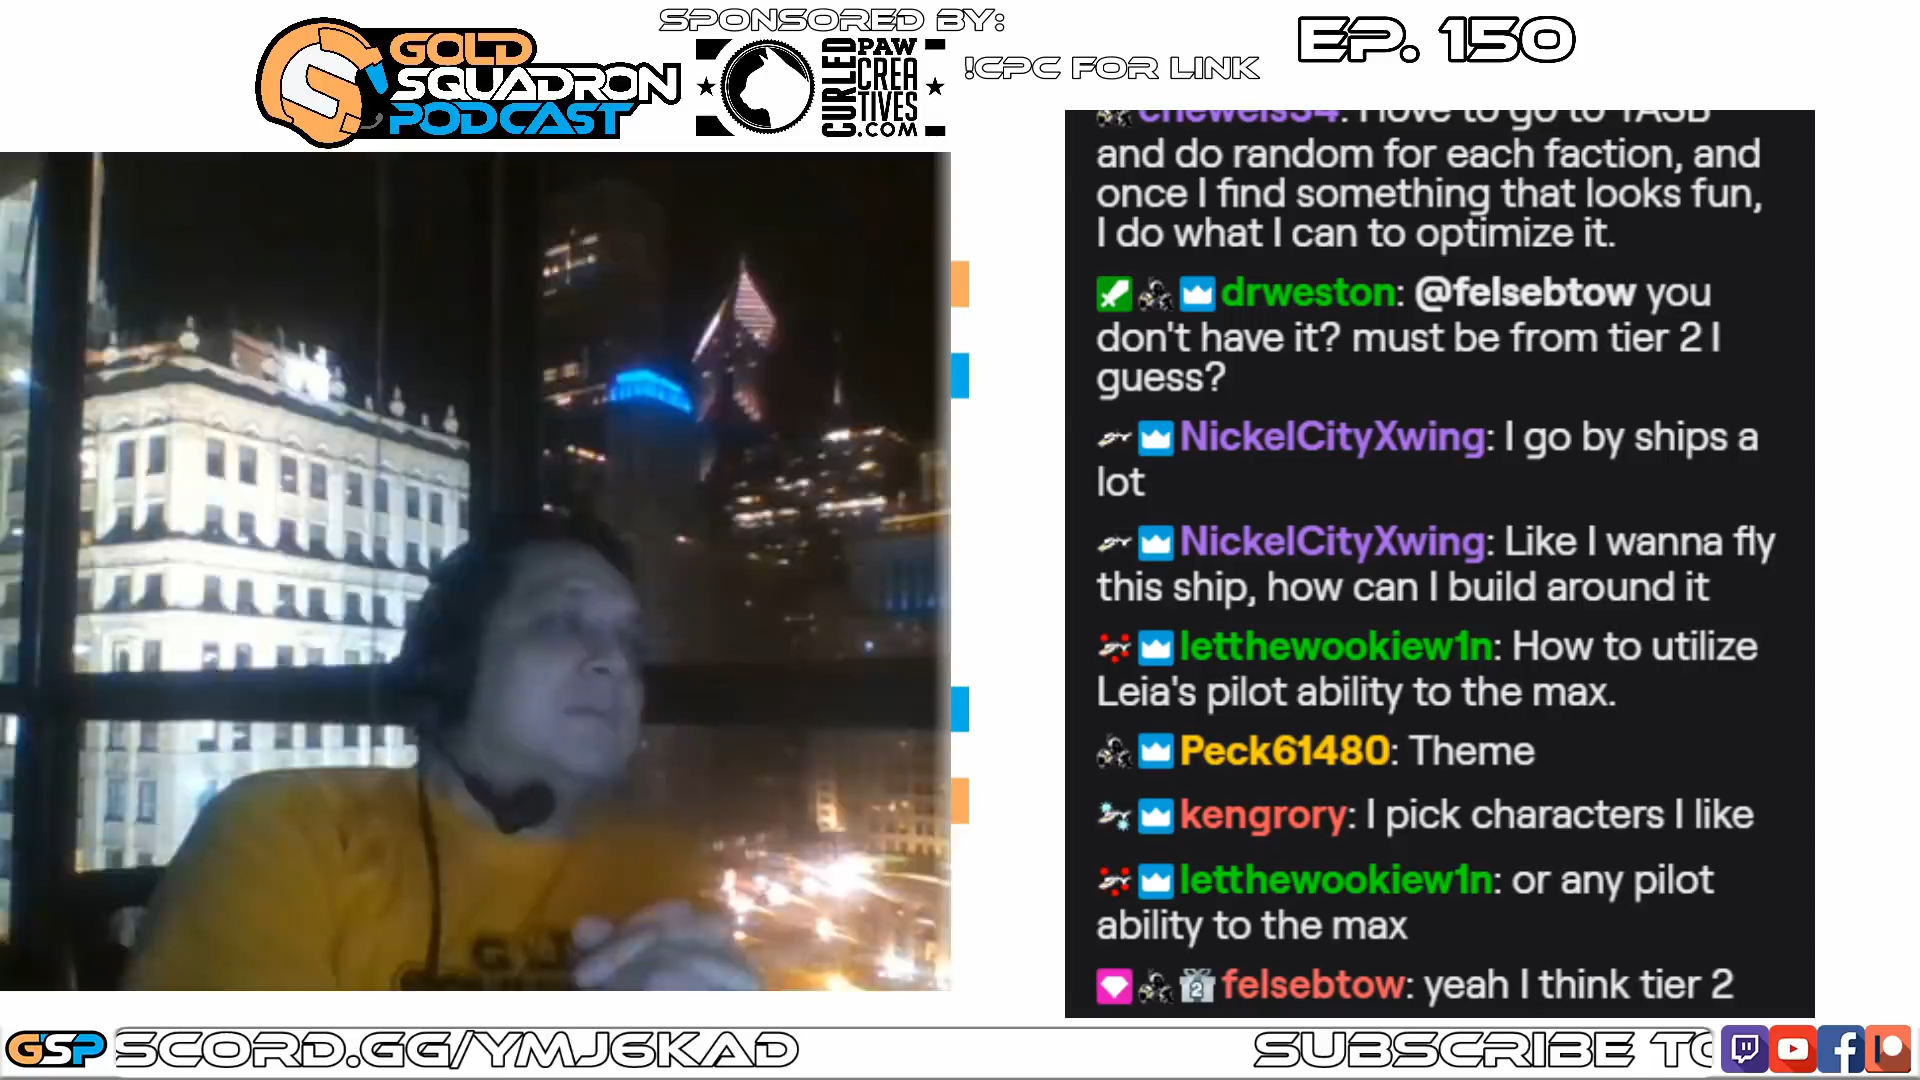 SPONSORED BY:
GOLD
SQUADRON
PODCAST
CURLED
PAW
CREA
TIVES
.COM
!CPC FOR LINK
EP. 150
and do random for each faction, and
once I find something that looks fun,
I do what I can to optimize it.
drweston: @felsebtow you
don't have it? must be from tier 2 I
guess?
NickelCityXwing: I go by ships a
lot
NickelCityXwing: Like I wanna fly
this ship, how can I build around it
letthewookiew1n: How to utilize
Leia's pilot ability to the max.
Peck61480: Theme
kengrory: I pick characters I like
letthewookiew1n: or any pilot
ability to the max
2 felsebtow: yeah I think tier 2
GSP SCORD.GG/YMJ6KAD
SUBSCRIBE TO